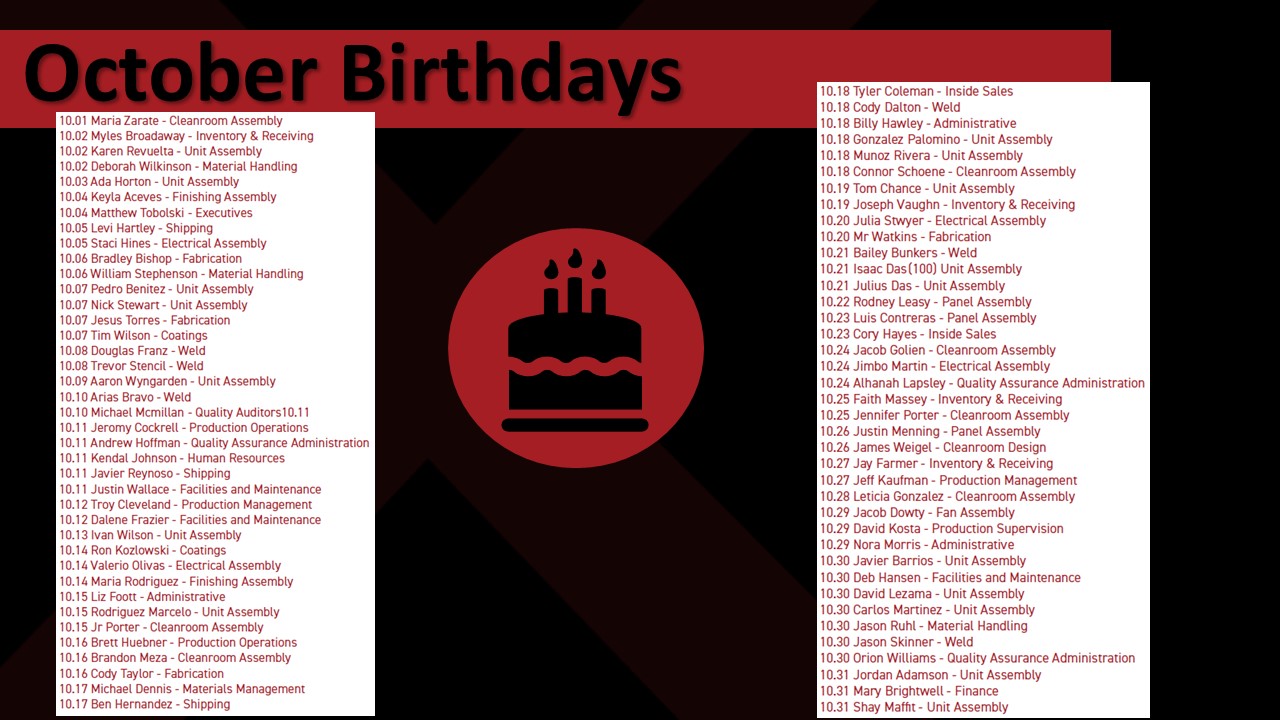 October Birthdays
10.01 Maria Zarate - Cleanroom Assembly
10.02 Myles Broadaway - Inventory & Receiving
10.02 Karen Revuelta - Unit Assembly
10.02 Deborah Wilkinson - Material Handling
10.03 Ada Horton - Unit Assembly
10.04 Keyla Aceves - Finishing Assembly
10.04 Matthew Tobolski - Executives
10.05 Levi Hartley - Shipping
10.05 Staci Hines - Electrical Assembly
10.06 Bradley Bishop - Fabrication
10.06 William Stephenson - Material Handling
10.07 Pedro Benitez - Unit Assembly
10.07 Nick Stewart - Unit Assembly
10.07 Jesus Torres - Fabrication
10.07 Tim Wilson - Coatings
10.08 Douglas Franz - Weld
10.08 Trevor Stencil - Weld
10.09 Aaron Wyngarden - Unit Assembly
10.10 Arias Bravo - Weld
10.10 Michael Mcmillan - Quality Auditors10.11
10.11 Jeromy Cockrell - Production Operations
10.11 Andrew Hoffman - Quality Assurance Administration
10.11 Kendal Johnson - Human Resources
10.11 Javier Reynoso - Shipping
10.11 Justin Wallace - Facilities and Maintenance
10.12 Troy Cleveland - Production Management
10.12 Dalene Frazier - Facilities and Maintenance
10.13 Ivan Wilson - Unit Assembly
10.14 Ron Kozlowski - Coatings
10.14 Valerio Olivas - Electrical Assembly
10.14 Maria Rodriguez - Finishing Assembly
10.15 Liz Foott - Administrative
10.15 Rodriguez Marcelo - Unit Assembly
10.15 Jr Porter - Cleanroom Assembly
10.16 Brett Huebner - Production Operations
10.16 Brandon Meza - Cleanroom Assembly
10.16 Cody Taylor - Fabrication
10.17 Michael Dennis - Materials Management
10.17 Ben Hernandez - Shipping
10.18 Tyler Coleman - Inside Sales
10.18 Cody Dalton - Weld
10.18 Billy Hawley - Administrative
10.18 Gonzalez Palomino - Unit Assembly
10.18 Munoz Rivera - Unit Assembly
10.18 Connor Schoene - Cleanroom Assembly
10.19 Tom Chance - Unit Assembly
10.19 Joseph Vaughn - Inventory & Receiving
10.20 Julia Stwyer - Electrical Assembly
10.20 Mr Watkins - Fabrication
10.21 Bailey Bunkers - Weld
10.21 Isaac Das(100) Unit Assembly
10.21 Julius Das - Unit Assembly
10.22 Rodney Leasy - Panel Assembly
10.23 Luis Contreras - Panel Assembly
10.23 Cory Hayes - Inside Sales
10.24 Jacob Golien - Cleanroom Assembly
10.24 Jimbo Martin - Electrical Assembly
10.24 Alhanah Lapsley - Quality Assurance Administration
10.25 Faith Massey - Inventory & Receiving
10.25 Jennifer Porter - Cleanroom Assembly
10.26 Justin Menning - Panel Assembly
10.26 James Weigel - Cleanroom Design
10.27 Jay Farmer - Inventory & Receiving
10.27 Jeff Kaufman - Production Management
10.28 Leticia Gonzalez - Cleanroom Assembly
10.29 Jacob Dowty - Fan Assembly
10.29 David Kosta - Production Supervision
10.29 Nora Morris - Administrative
10.30 Javier Barrios - Unit Assembly
10.30 Deb Hansen - Facilities and Maintenance
10.30 David Lezama - Unit Assembly
10.30 Carlos Martinez - Unit Assembly
10.30 Jason Ruhl - Material Handling
10.30 Jason Skinner - Weld
10.30 Orion Williams - Quality Assurance Administration
10.31 Jordan Adamson - Unit Assembly
10.31 Mary Brightwell - Finance
10.31 Shay Maffit - Unit Assembly